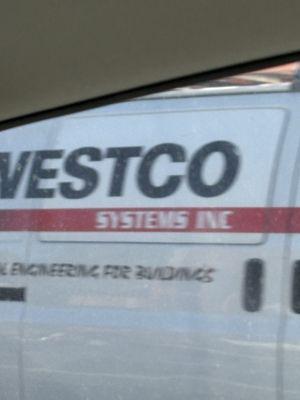 VESTCO
SYSTEMS INC
L ENGINEERING FOR BUILDINGS